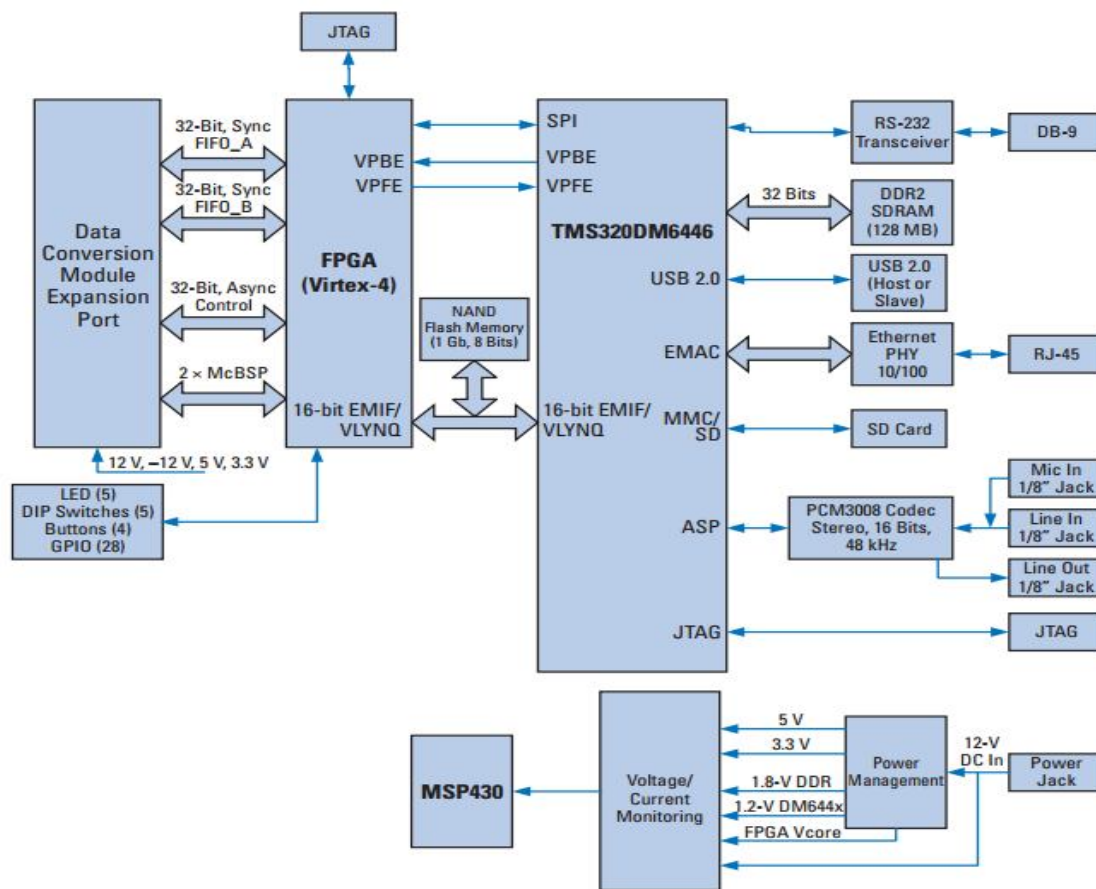 JTAG
32-Bit, Sync
FIFO_A
32-Bit, Sync
FIFO_B
Data
Conversion
Module
Expansion
Port
32-Bit, Async
Control
2 × McBSP
12 V, –12 V, 5 V, 3.3 V
LED (5)
DIP Switches (5)
Buttons (4)
GPIO (28)
VPBE
VPFE
FPGA
(Virtex-4)
16-bit EMIF/
VLYNQ
NAND
Flash Memory
(1 Gb, 8 Bits)
SPI
VPBE
VPFE
TMS320DM6446
USB 2.0
EMAC
16-bit EMIF/
VLYNQ
MMC/
SD
ASP
JTAG
RS-232
Transceiver
DB-9
32 Bits
DDR2
SDRAM
(128 MB)
USB 2.0
(Host or
Slave)
Ethernet
PHY
10/100
RJ-45
SD Card
PCM3008 Codec
Stereo, 16 Bits,
48 kHz
Mic In
1/8″ Jack
Line In
1/8″ Jack
Line Out
1/8″ Jack
JTAG
MSP430
Voltage/
Current
Monitoring
5 V
3.3 V
1.8-V DDR
1.2-V DM644x
FPGA Vcore
Power
Management
12-V
DC In
Power
Jack